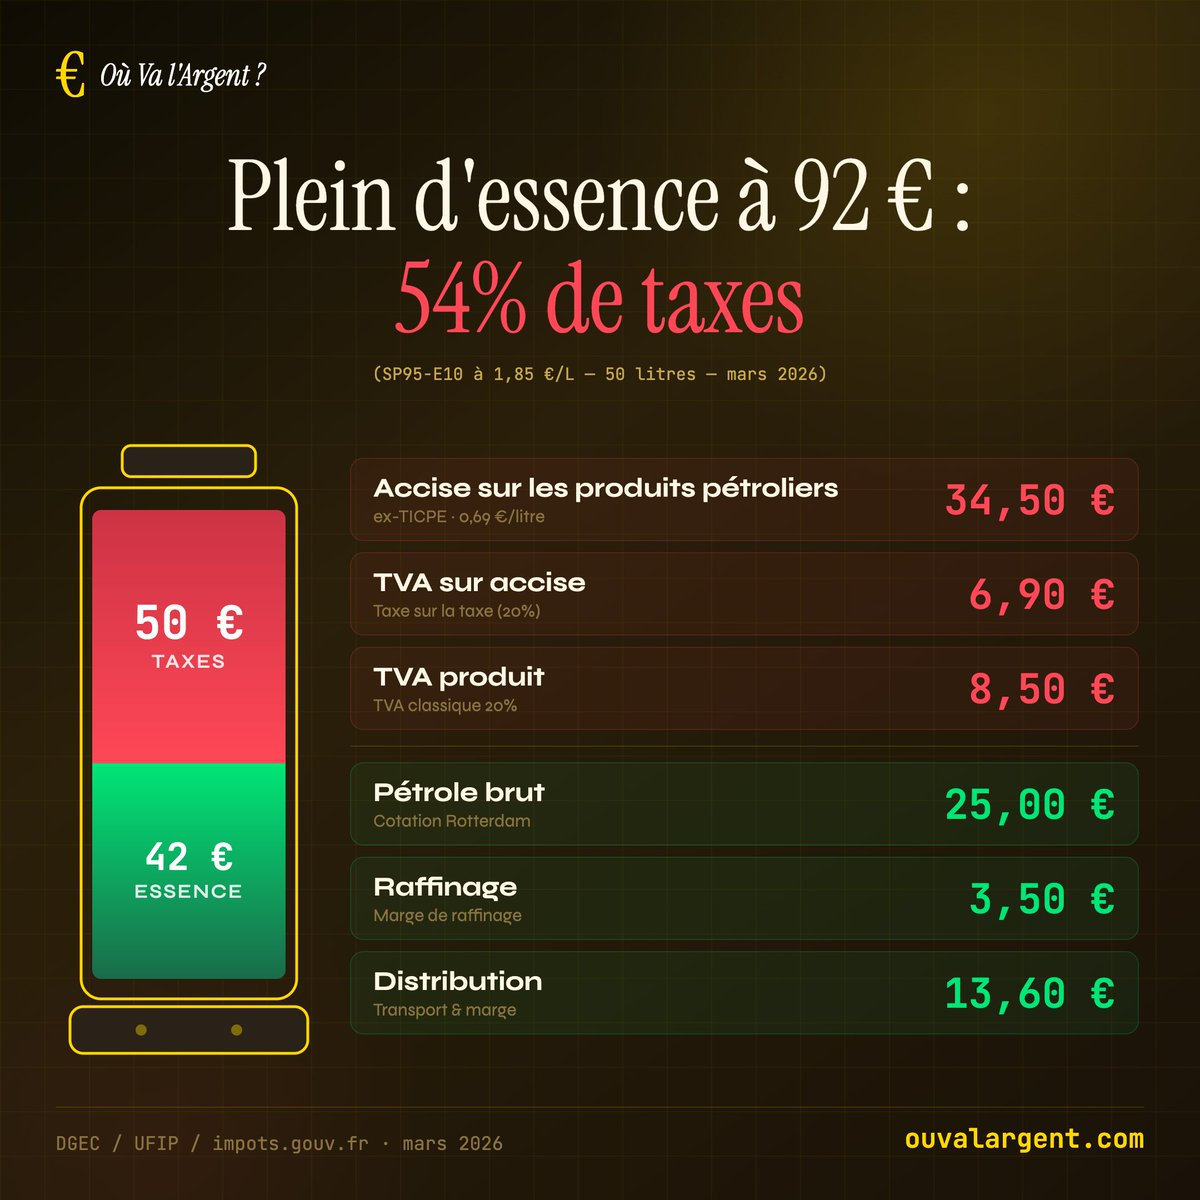 € Où Va l'Argent ?
Plein d'essence à 92 € :
54% de taxes
(SP95-E10 à 1,85 €/L — 50 litres — mars 2026)
50 €
TAXES
42 €
ESSENCE
Accise sur les produits pétroliers
ex-TICPE · 0,69 €/litre
34,50 €
TVA sur accise
Taxe sur la taxe (20%)
6,90 €
TVA produit
TVA classique 20%
8,50 €
Pétrole brut
Cotation Rotterdam
25,00 €
Raffinage
Marge de raffinage
3,50 €
Distribution
Transport & marge
13,60 €
DGEC / UFIP / impots.gouv.fr · mars 2026
ouvalargent.com